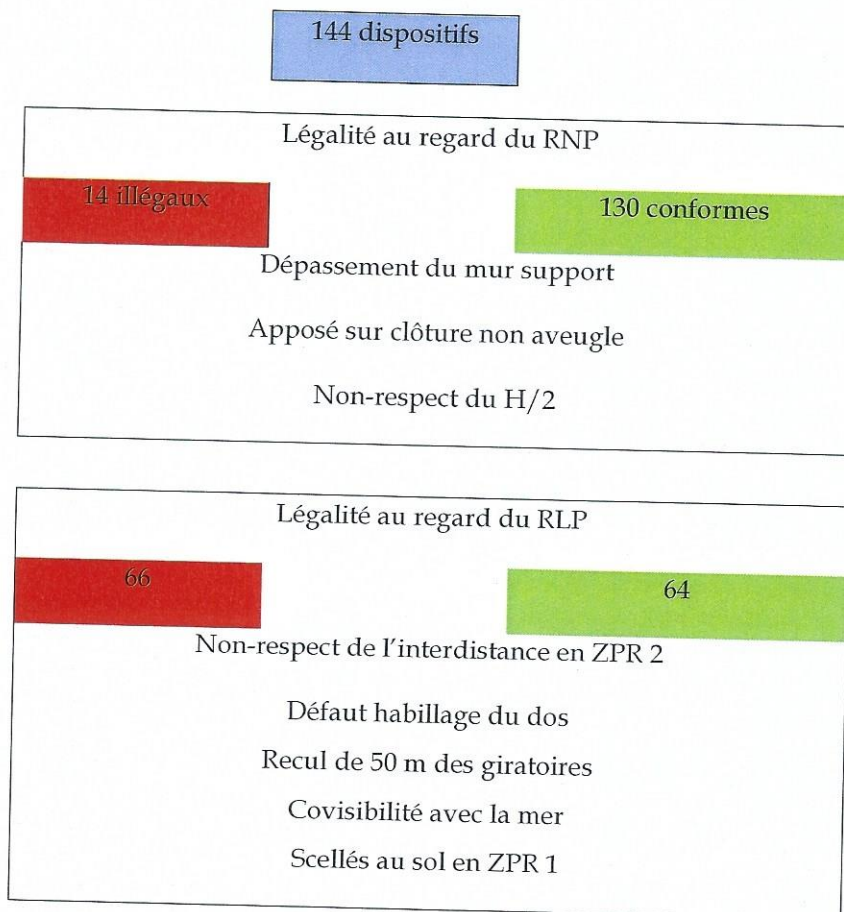 144 dispositifs
Légalité au regard du RNP
14 illégaux
130 conformes
Dépassement du mur support
Apposé sur clôture non aveugle
Non-respect du H/2
Légalité au regard du RLP
66
64
Non-respect de l'interdistance en ZPR 2
Défaut habillage du dos
Recul de 50 m des giratoires
Covisibilité avec la mer
Scellés au sol en ZPR 1